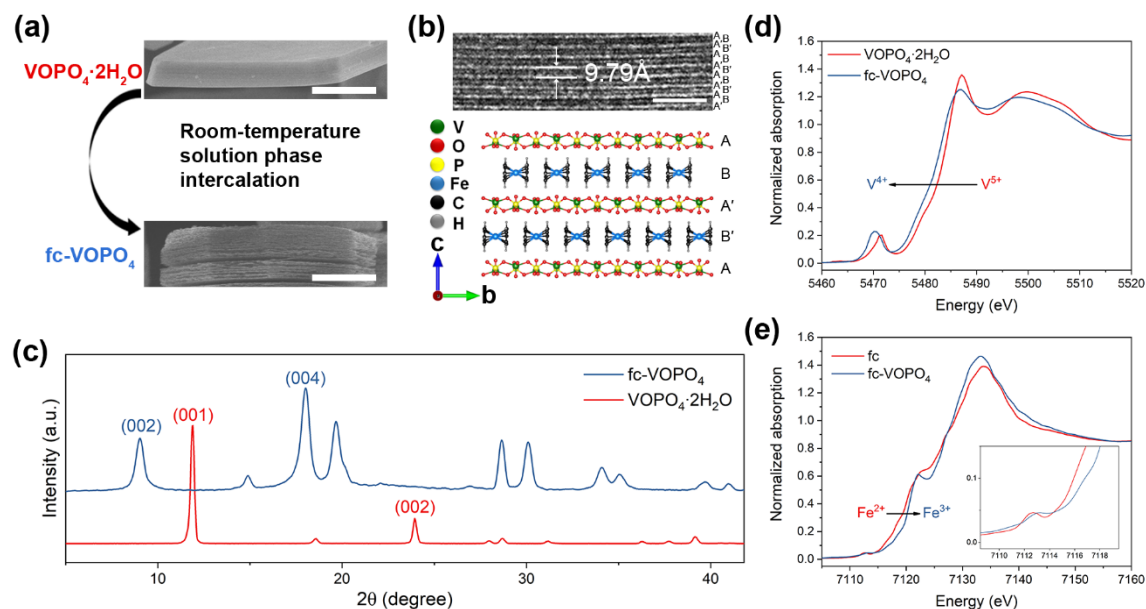 (a)
VOPO₄·2H₂O
Room-temperature
solution phase
intercalation
fc-VOPO₄
(b)
9.79Å
V
O
P
Fe
C
H
A
B
A′
B′
A
c
b
(c)
Intensity (a.u.)
(002)
(001)
(004)
(002)
fc-VOPO₄
VOPO₄·2H₂O
10
20
30
40
2θ (degree)
(d)
Normalized absorption
1.6
1.4
1.2
1.0
0.8
0.6
0.4
0.2
0.0
VOPO₄·2H₂O
fc-VOPO₄
V⁴⁺
V⁵⁺
5460
5470
5480
5490
5500
5510
5520
Energy (eV)
(e)
Normalized absorption
1.6
1.4
1.2
1.0
0.8
0.6
0.4
0.2
0.0
fc
fc-VOPO₄
Fe²⁺
Fe³⁺
0.1
0.0
7110
7112
7114
7116
7118
7110
7120
7130
7140
7150
7160
Energy (eV)